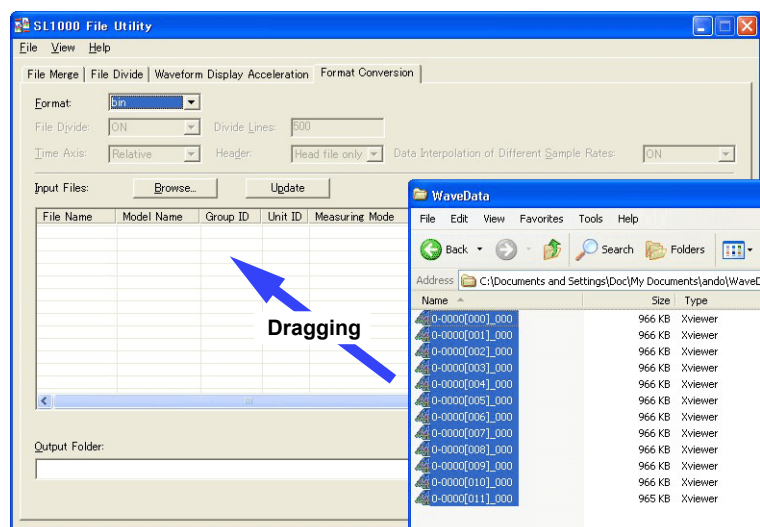 SL1000 File Utility
File View Help
File Merge File Divide Waveform Display Acceleration Format Conversion
Format: bin
File Divide: ON Divide Lines: 500
Time Axis: Relative Header: Head file only Data Interpolation of Different Sample Rates: ON
Input Files: Browse... Update
File Name Model Name Group ID Unit ID Measuring Mode
Dragging
Output Folder:
WaveData
File Edit View Favorites Tools Help
Back Search Folders
Address C:\Documents and Settings\Doc\My Documents\ando\WaveD
Name Size Type
0-0000[000]_000 966 KB Xviewer
0-0000[001]_000 966 KB Xviewer
0-0000[002]_000 966 KB Xviewer
0-0000[003]_000 966 KB Xviewer
0-0000[004]_000 966 KB Xviewer
0-0000[005]_000 966 KB Xviewer
0-0000[006]_000 966 KB Xviewer
0-0000[007]_000 966 KB Xviewer
0-0000[008]_000 966 KB Xviewer
0-0000[009]_000 966 KB Xviewer
0-0000[010]_000 966 KB Xviewer
0-0000[011]_000 965 KB Xviewer